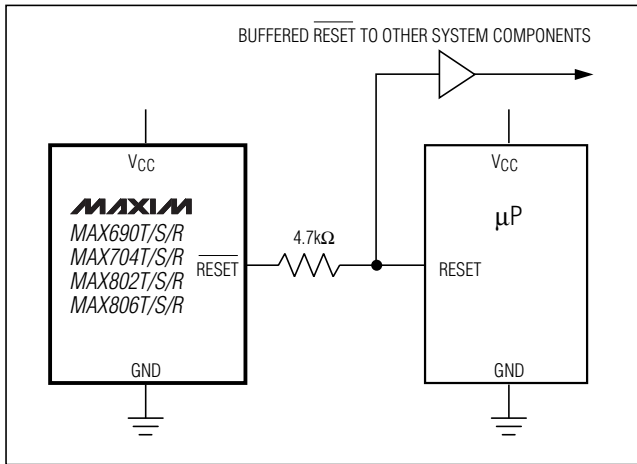 BUFFERED RESET TO OTHER SYSTEM COMPONENTS
VCC
MAXIM
MAX690T/S/R
MAX704T/S/R
MAX802T/S/R
MAX806T/S/R
RESET
GND
4.7kΩ
VCC
μP
RESET
GND